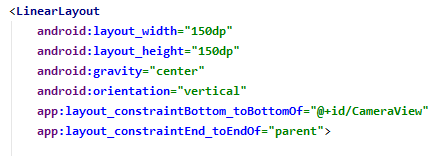 <LinearLayout
android:layout_width="150dp"
android:layout_height="150dp"
android:gravity="center"
android:orientation="vertical"
app:layout_constraintBottom_toBottomOf="@+id/CameraView"
app:layout_constraintEnd_toEndOf="parent">